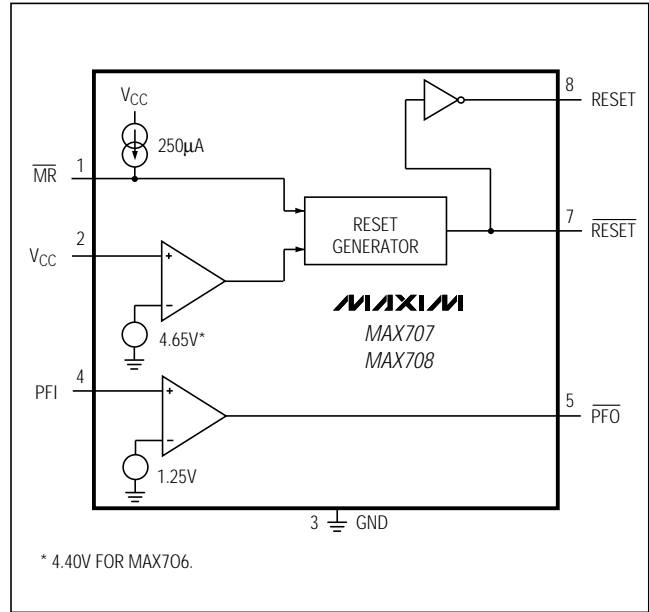 VCC
250µA
8
RESET
1
MR
2
VCC
RESET
GENERATOR
7
RESET
MAXIM
MAX707
MAX708
4.65V*
4
PFI
5
PFO
1.25V
3
GND
* 4.40V FOR MAX7O6.